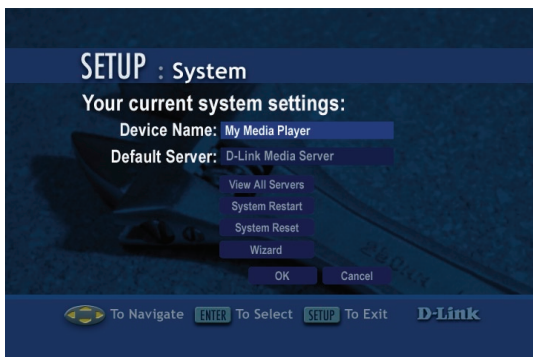 SETUP : System
Your current system settings:
Device Name: My Media Player
Default Server: D-Link Media Server
View All Servers
System Restart
System Reset
Wizard
OK Cancel
To Navigate ENTER To Select SETUP To Exit D-Link